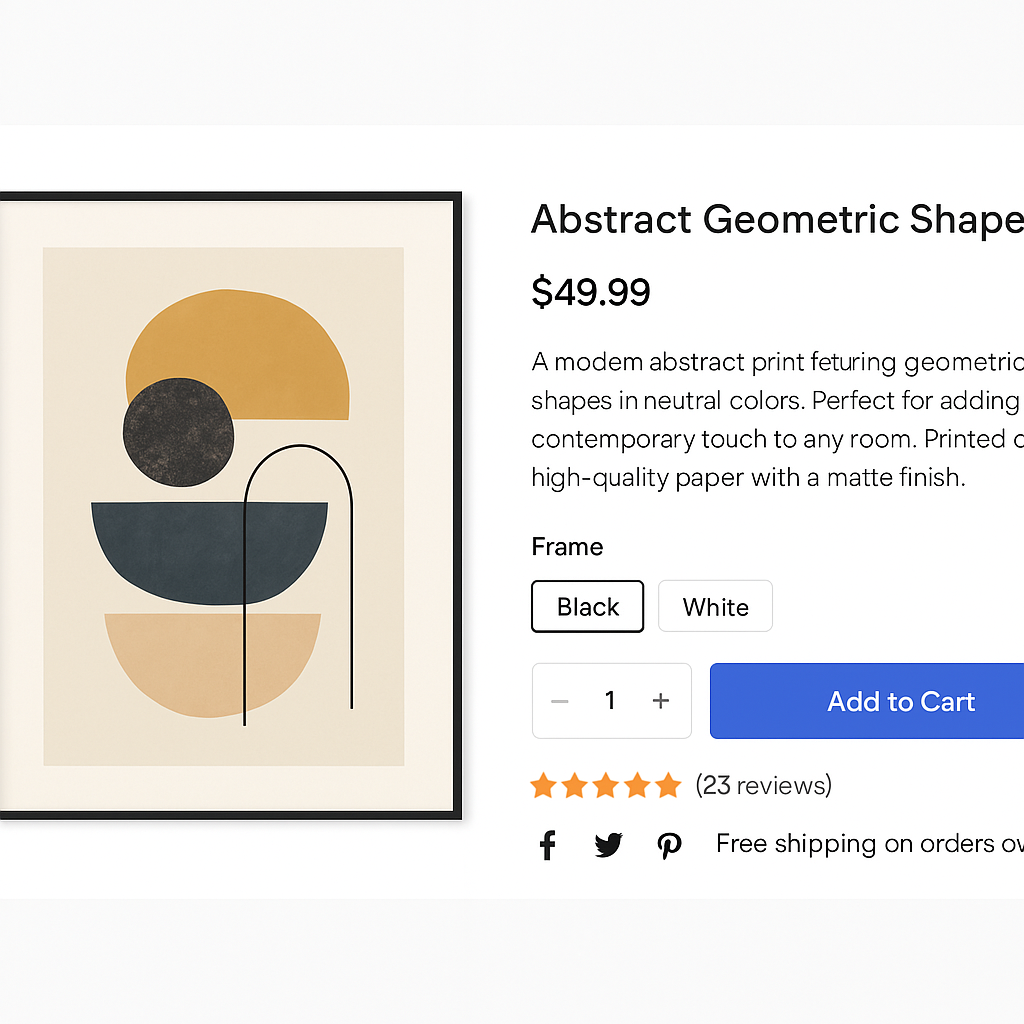 Abstract Geometric Shape
$49.99
A modem abstract print feturing geometric
shapes in neutral colors. Perfect for adding
contemporary touch to any room. Printed
high-quality paper with a matte finish.
Frame
Black
White
− 1 +
Add to Cart
(23 reviews)
Free shipping on orders